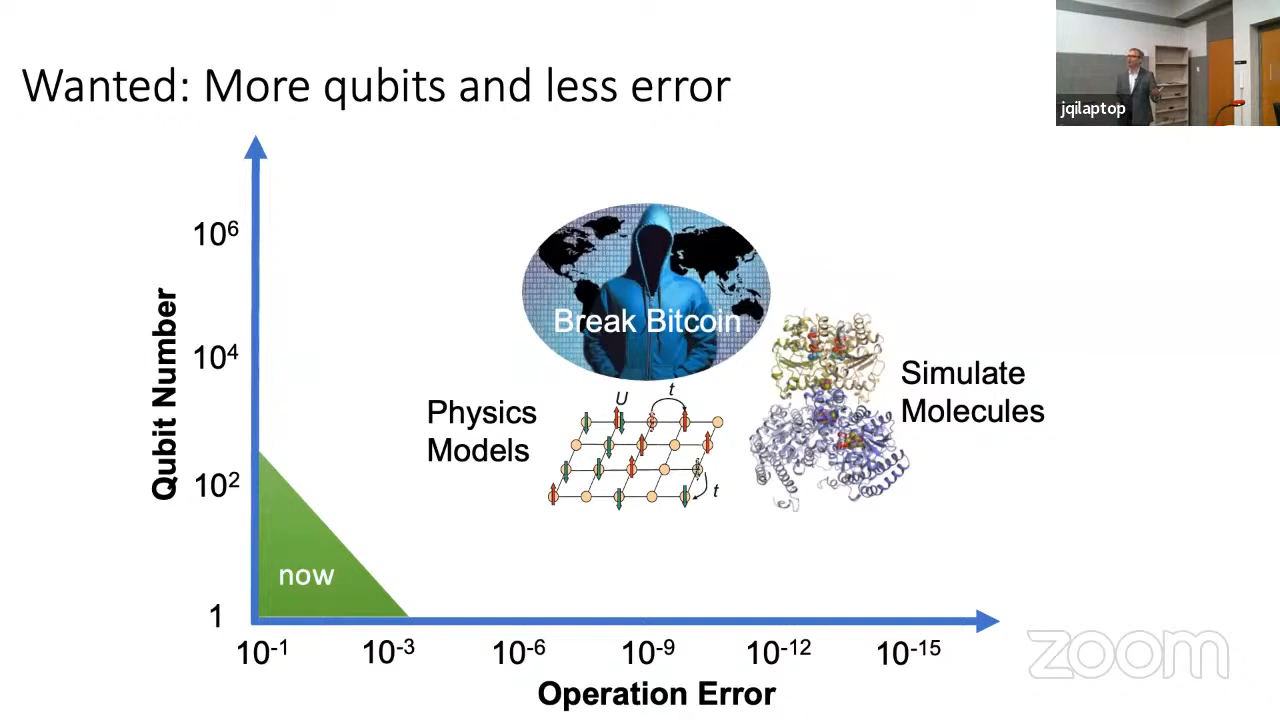 Wanted: More qubits and less error
jqilaptop
10⁶
10⁴
10²
1
Qubit Number
Break Bitcoin
Physics
Models
U
t
t
Simulate
Molecules
now
10⁻¹ 10⁻³ 10⁻⁶ 10⁻⁹ 10⁻¹² 10⁻¹⁵
Operation Error
zoom